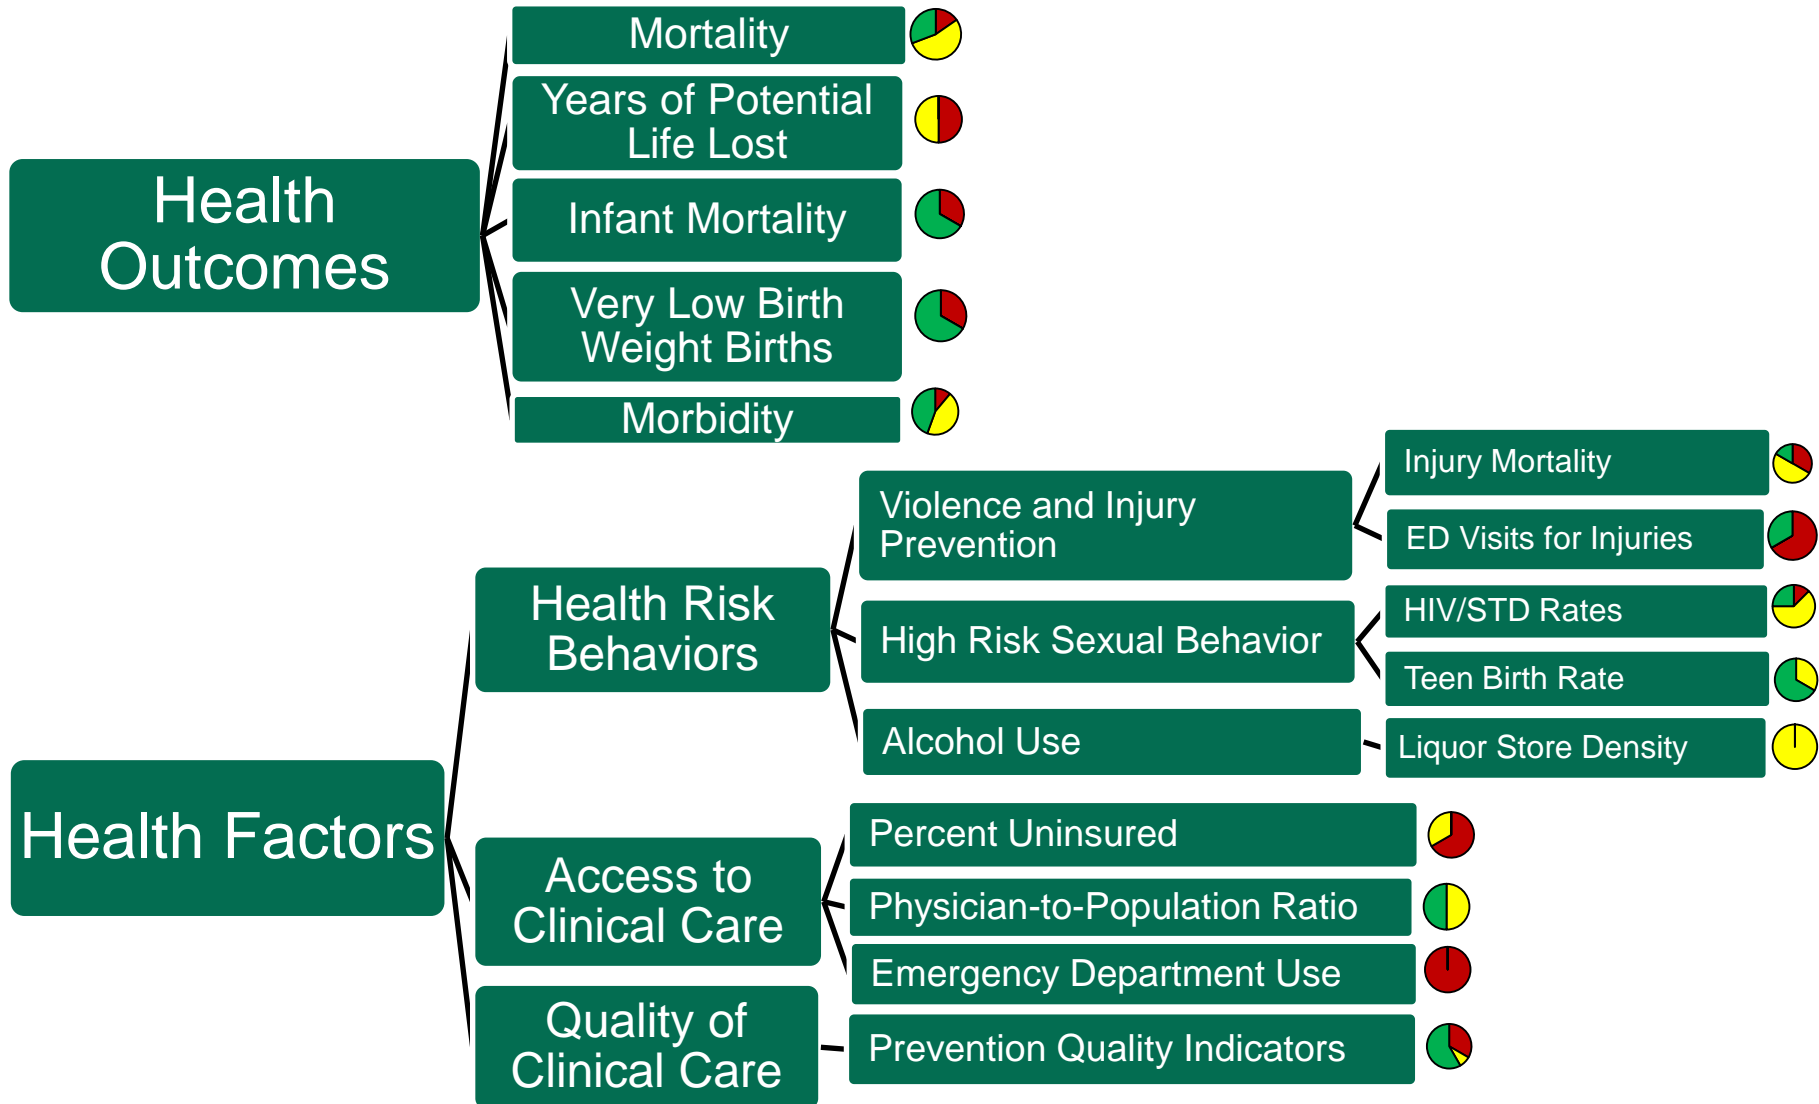 Mortality
Years of Potential
Life Lost
Health
Outcomes
Infant Mortality
Very Low Birth
Weight Births
Morbidity
Injury Mortality
Violence and Injury
Prevention
ED Visits for Injuries
Health Risk
Behaviors
HIV/STD Rates
High Risk Sexual Behavior
Teen Birth Rate
Alcohol Use
Liquor Store Density
Health Factors
Percent Uninsured
Access to
Clinical Care
Physician-to-Population Ratio
Emergency Department Use
Quality of
Clinical Care
Prevention Quality Indicators